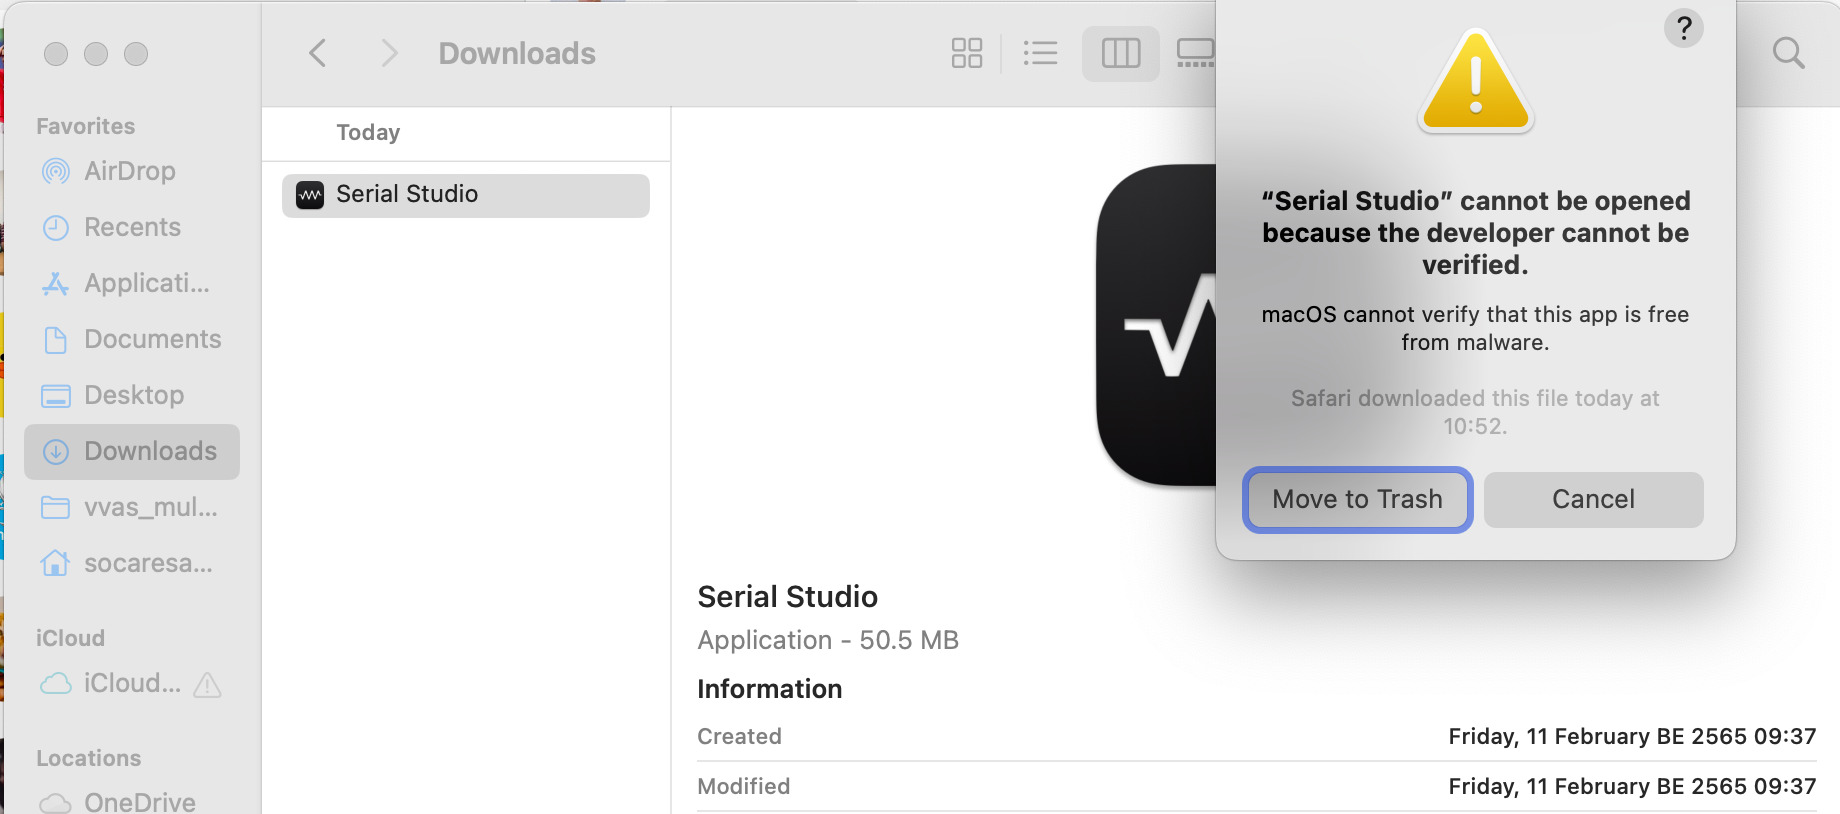 Downloads
Favorites
AirDrop
Recents
Applicati...
Documents
Desktop
Downloads
vvas_mul...
socaresa...
iCloud
iCloud...
Locations
OneDrive
Today
Serial Studio
Serial Studio
Application - 50.5 MB
Information
Created Friday, 11 February BE 2565 09:37
Modified Friday, 11 February BE 2565 09:37
?
“Serial Studio” cannot be opened
because the developer cannot be
verified.
macOS cannot verify that this app is free
from malware.
Safari downloaded this file today at
10:52.
Move to Trash
Cancel